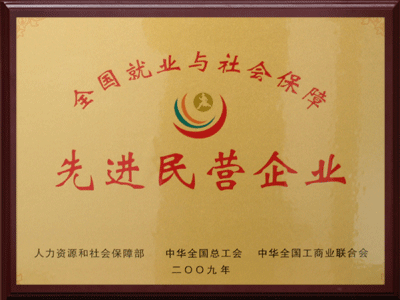 全国就业与社会保障
先进民营企业
人力资源和社会保障部 中华全国总工会 中华全国工商业联合会
二〇〇九年